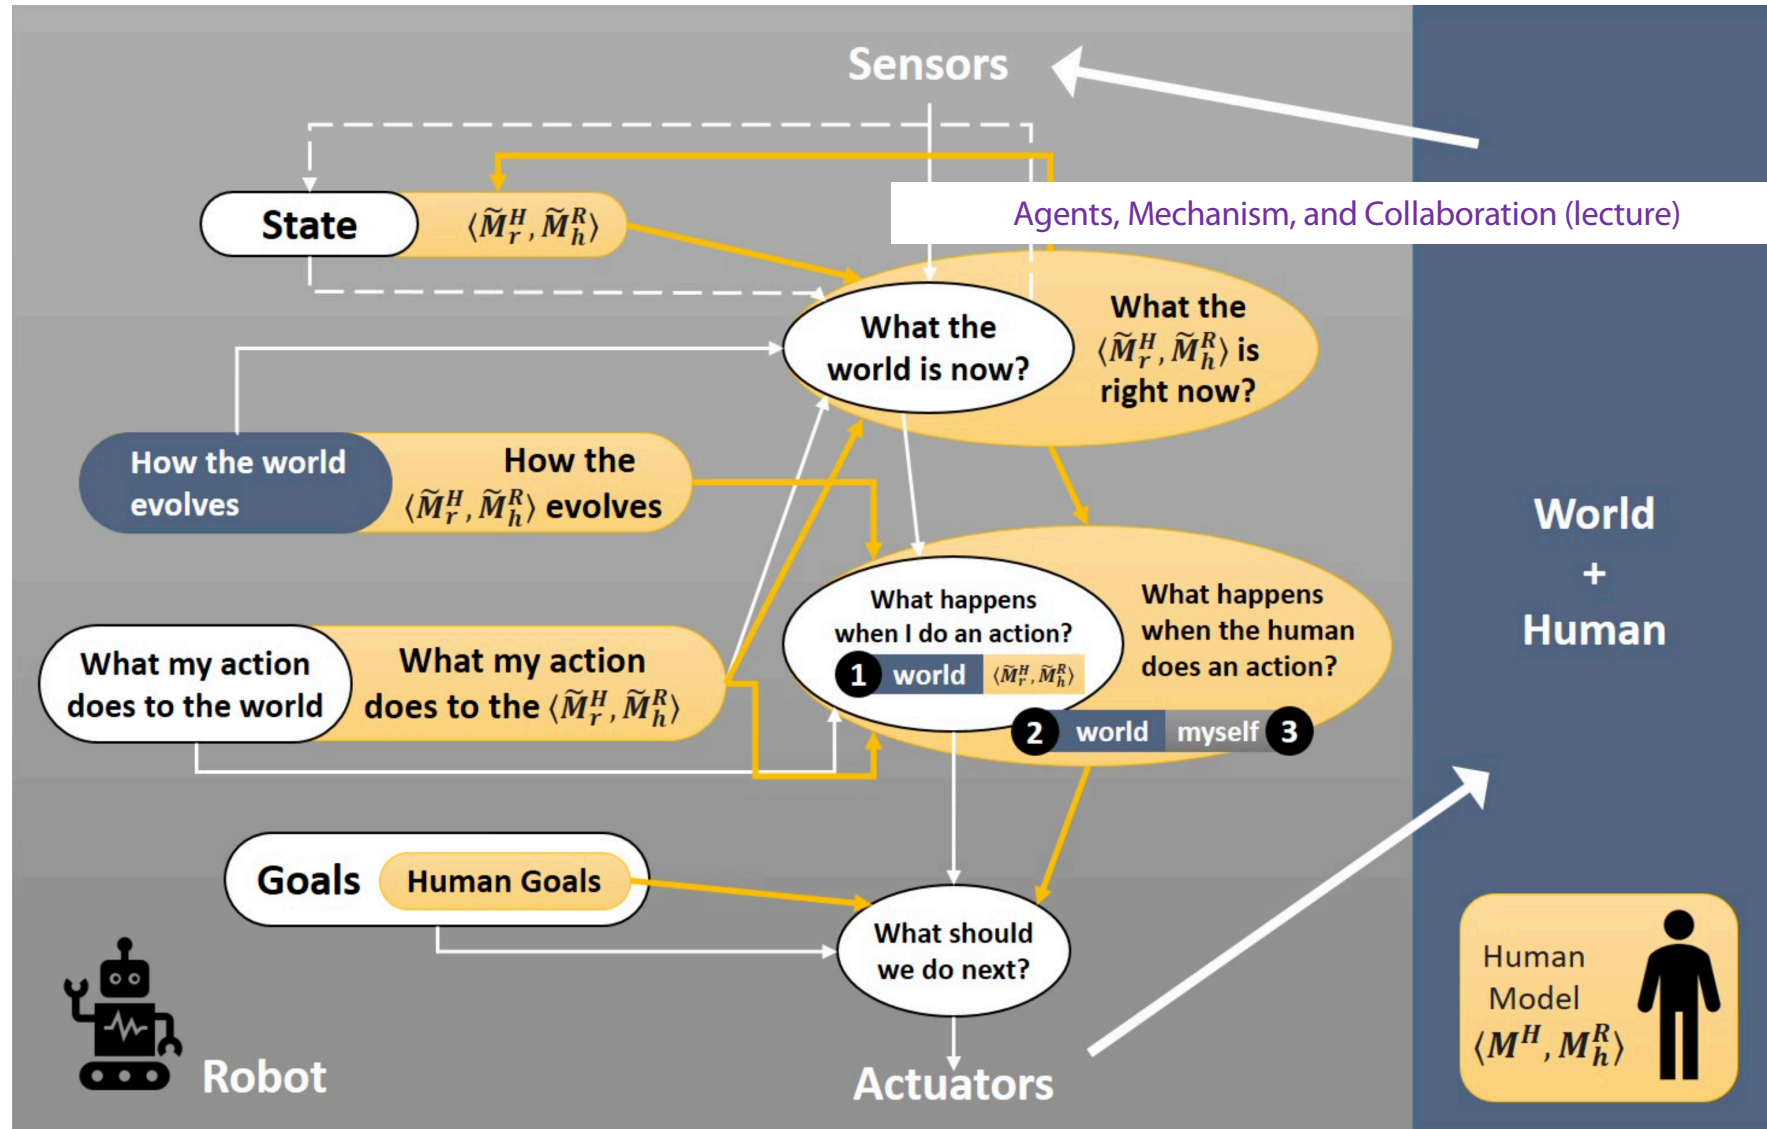 Sensors
Agents, Mechanism, and Collaboration (lecture)
State
⟨M̃ᴴᵣ, M̃ᴿₕ⟩
What the
world is now?
What the
⟨M̃ᴴᵣ, M̃ᴿₕ⟩ is
right now?
How the world
evolves
How the
⟨M̃ᴴᵣ, M̃ᴿₕ⟩ evolves
World
+
Human
What happens
when I do an action?
1 world ⟨M̃ᴴᵣ, M̃ᴿₕ⟩
What happens
when the human
does an action?
2 world myself 3
What my action
does to the world
What my action
does to the ⟨M̃ᴴᵣ, M̃ᴿₕ⟩
Goals
Human Goals
What should
we do next?
Human
Model
⟨Mᴴ, Mᴿₕ⟩
Robot
Actuators